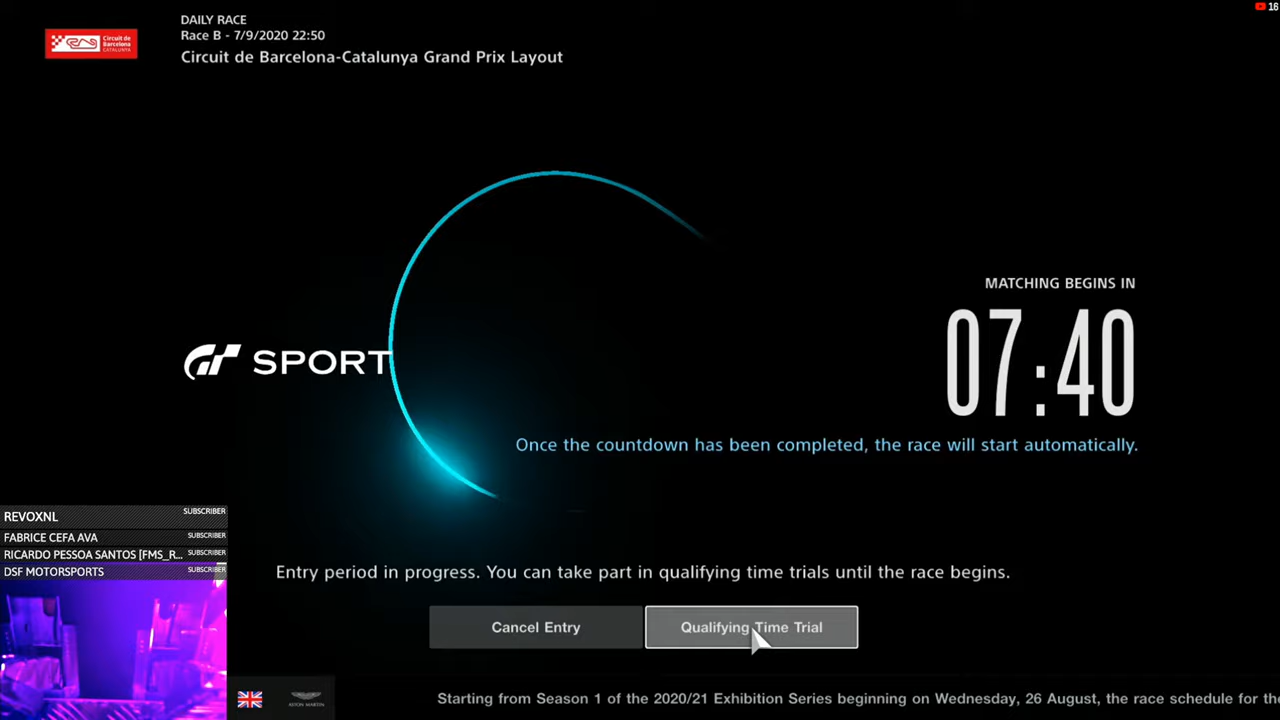 16
DAILY RACE
Race B - 7/9/2020 22:50
Circuit de Barcelona-Catalunya Grand Prix Layout
Circuit de
Barcelona
CATALUNYA
MATCHING BEGINS IN
07:40
GT SPORT
Once the countdown has been completed, the race will start automatically.
REVOXNL SUBSCRIBER
FABRICE CEFA AVA SUBSCRIBER
RICARDO PESSOA SANTOS [FMS_R... SUBSCRIBER
DSF MOTORSPORTS SUBSCRIBER
Entry period in progress. You can take part in qualifying time trials until the race begins.
Cancel Entry
Qualifying Time Trial
ASTON MARTIN
Starting from Season 1 of the 2020/21 Exhibition Series beginning on Wednesday, 26 August, the race schedule for the